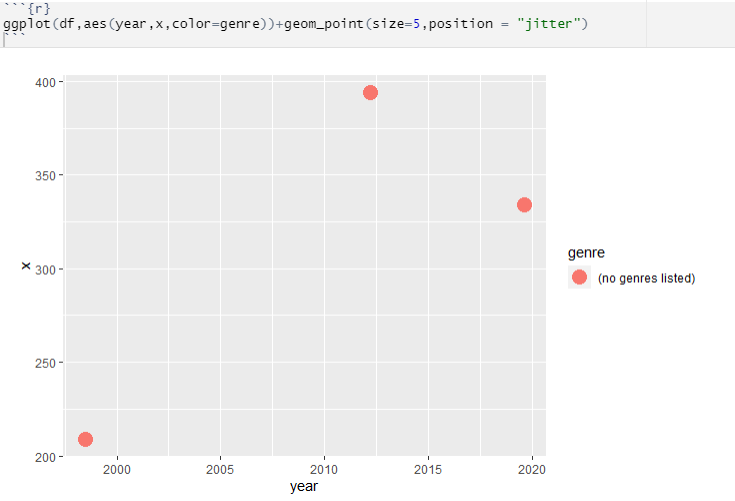 ```{r}
ggplot(df,aes(year,x,color=genre))+geom_point(size=5,position = "jitter")
```
400
350
300
250
200
x
2000 2005 2010 2015 2020
year
genre
(no genres listed)